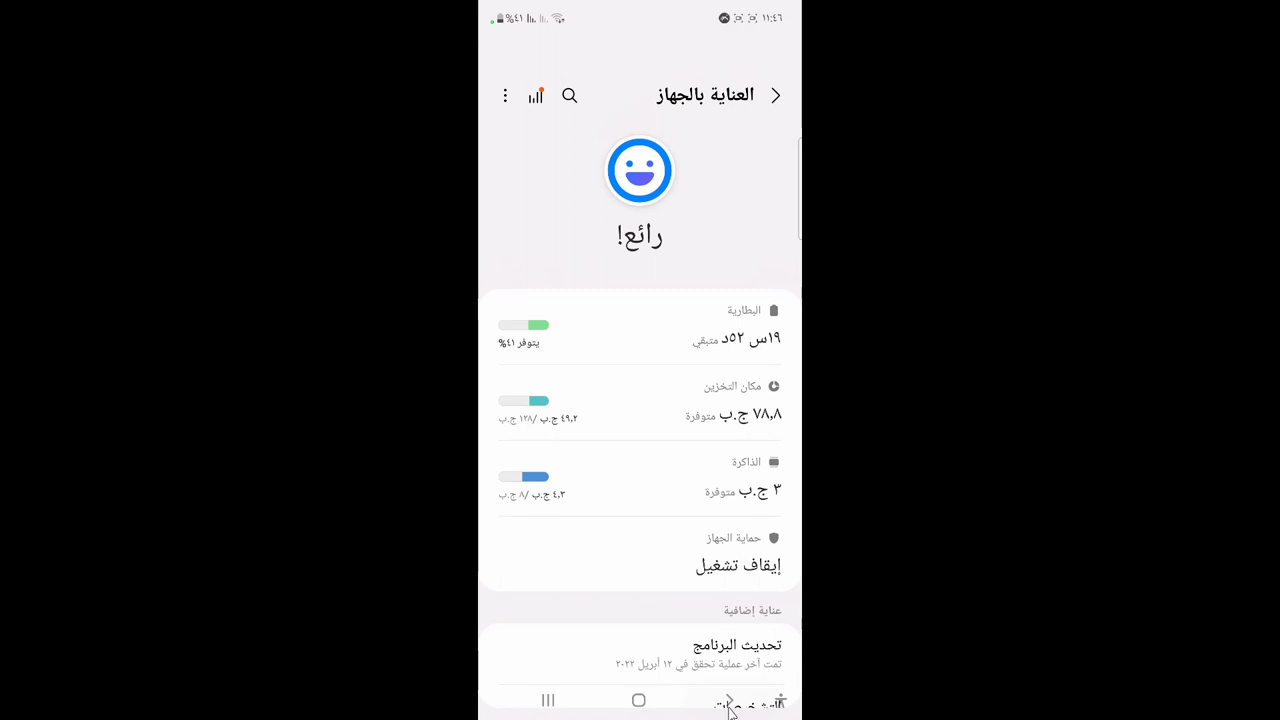 ١١:٤٦ %٤١
العناية بالجهاز
رائع!
البطارية
١٩س ٥٢د متبقي
يتوفر ٤١%
مكان التخزين
٧٨,٨ ج.ب متوفرة
٤٩,٢ ج.ب /١٢٨ ج.ب
الذاكرة
٣ ج.ب متوفرة
٤,٣ ج.ب /٨ ج.ب
حماية الجهاز
إيقاف تشغيل
عناية إضافية
تحديث البرنامج
تمت آخر عملية تحقق في ١٢ أبريل ٢٠٢٢